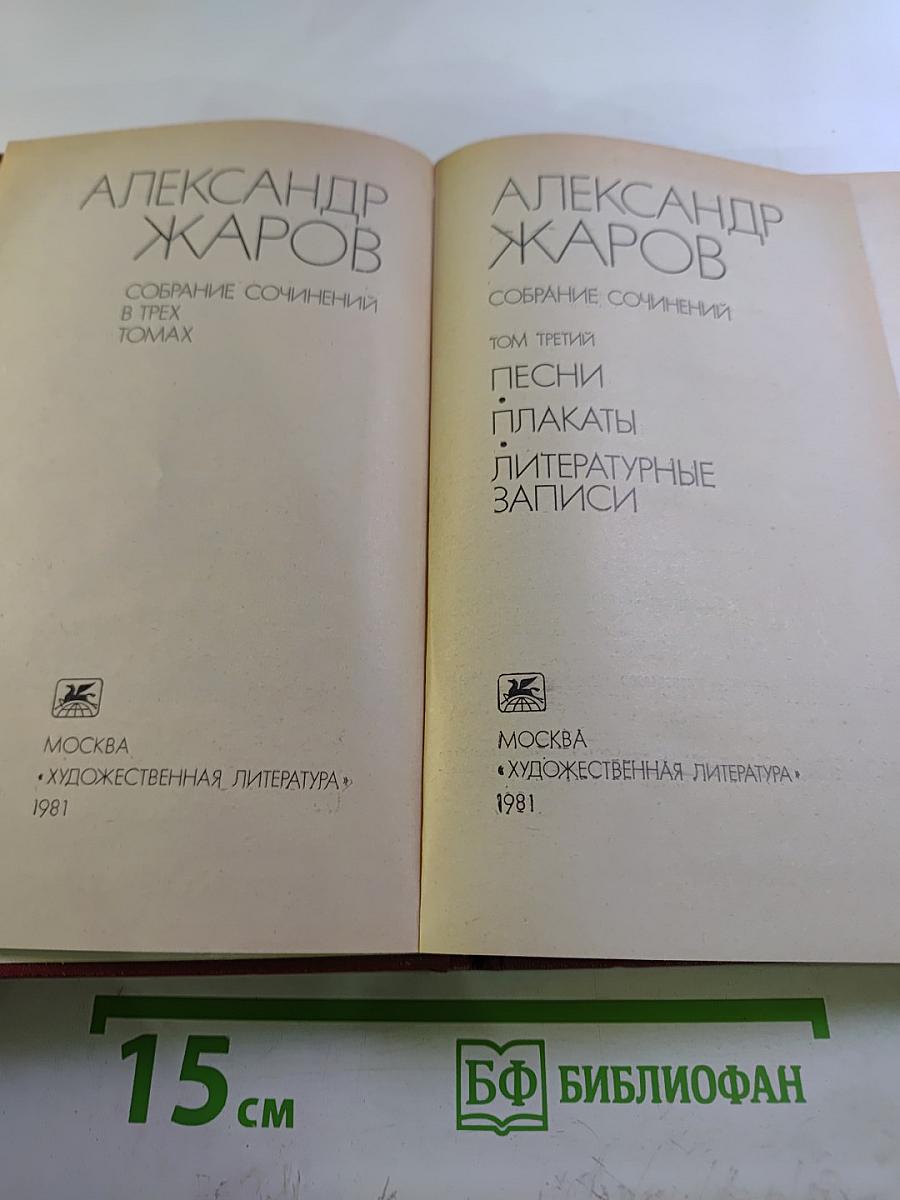 АЛЕКСАНДР
ЖАРОВ
СОБРАНИЕ СОЧИНЕНИЙ
В ТРЕХ
ТОМАХ
МОСКВА
«ХУДОЖЕСТВЕННАЯ ЛИТЕРАТУРА»
1981
АЛЕКСАНДР
ЖАРОВ
СОБРАНИЕ СОЧИНЕНИЙ
ТОМ ТРЕТИЙ
ПЕСНИ
•
ПЛАКАТЫ
•
ЛИТЕРАТУРНЫЕ
ЗАПИСИ
МОСКВА
«ХУДОЖЕСТВЕННАЯ ЛИТЕРАТУРА»
1981
15 см
БФ БИБЛИОФАН